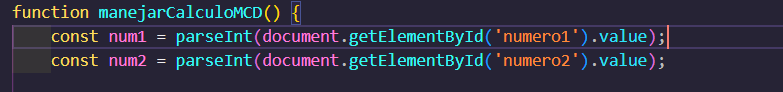 function manejarCalculoMCD() {
    const num1 = parseInt(document.getElementById('numero1').value);
    const num2 = parseInt(document.getElementById('numero2').value);